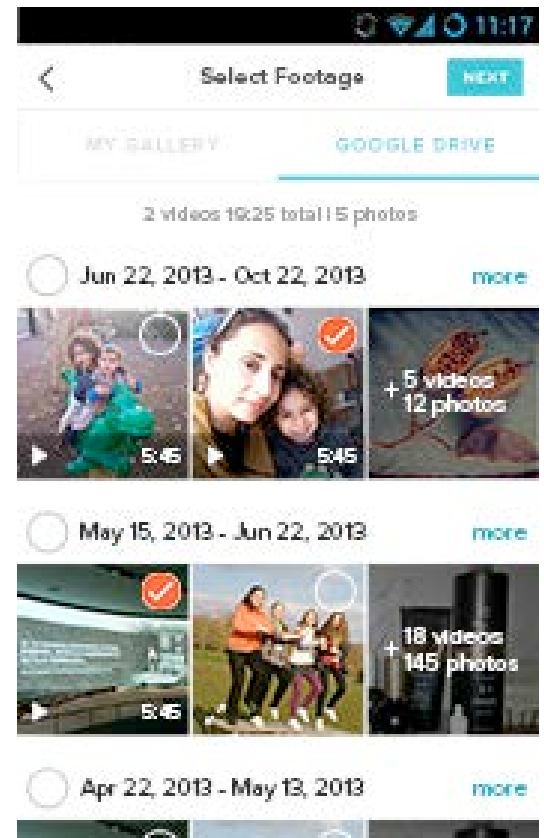 11:17
Select Footage
NEXT
MY GALLERY
GOOGLE DRIVE
2 videos 19:25 total | 5 photos
Jun 22, 2013 - Oct 22, 2013
more
5:45
5:45
+ 5 videos
12 photos
May 15, 2013 - Jun 22, 2013
more
5:45
+ 18 videos
145 photos
Apr 22, 2013 - May 13, 2013
more